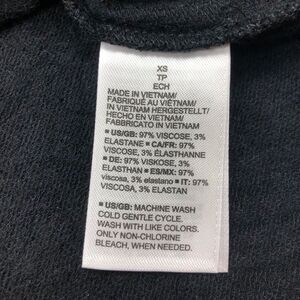 XS
TP
ECH
MADE IN VIETNAM/
FABRIQUÉ AU VIÊTNAM/
IN VIETNAM HERGESTELLT/
HECHO EN VIETNAM/
FABBRICATO IN VIETNAM
▪ US/GB: 97% VISCOSE, 3%
ELASTANE ▪ CA/FR: 97%
VISCOSE, 3% ÉLASTHANNE
▪ DE: 97% VISKOSE, 3%
ELASTHAN ▪ ES/MX: 97%
viscosa, 3% elastano ▪ IT: 97%
VISCOSA, 3% ELASTAN
▪ US/GB: MACHINE WASH
COLD GENTLE CYCLE.
WASH WITH LIKE COLORS.
ONLY NON-CHLORINE
BLEACH, WHEN NEEDED.